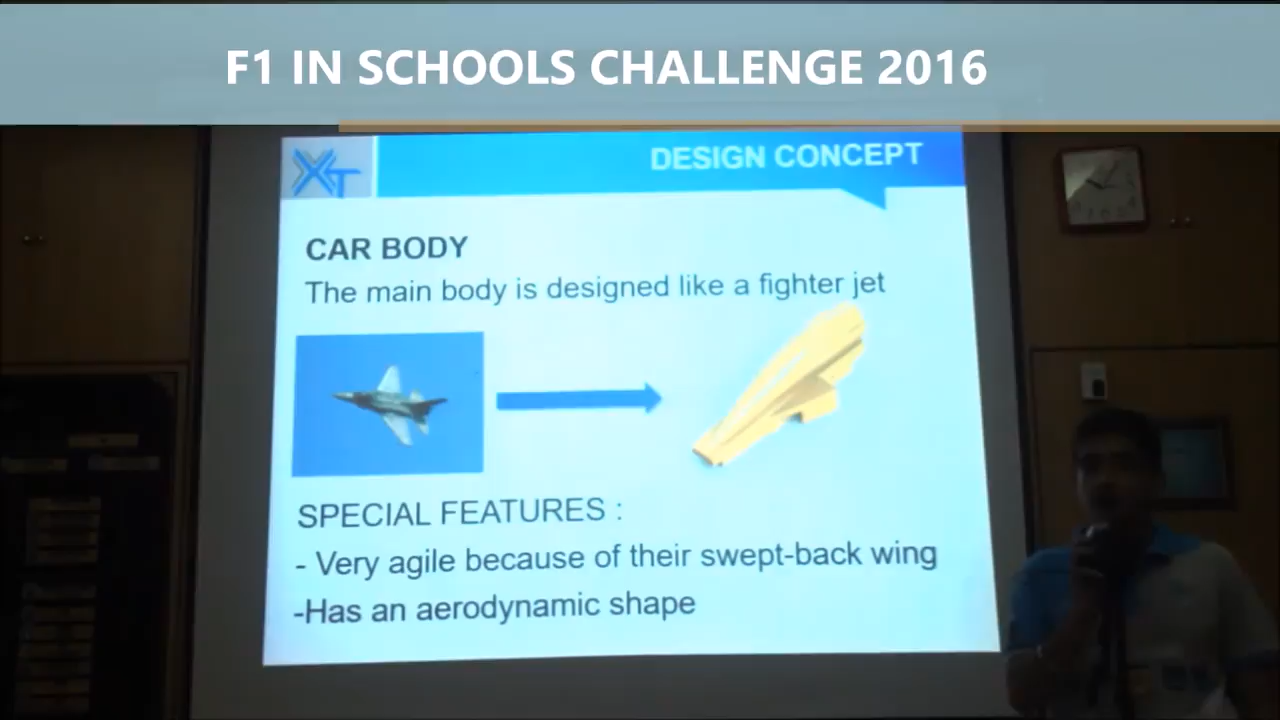 F1 IN SCHOOLS CHALLENGE 2016
XT
DESIGN CONCEPT
CAR BODY
The main body is designed like a fighter jet
SPECIAL FEATURES :
- Very agile because of their swept-back wing
-Has an aerodynamic shape